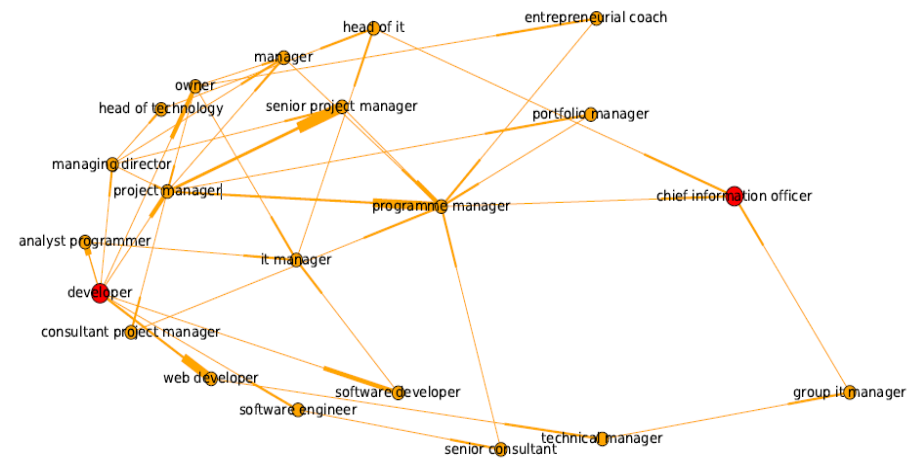 entrepreneurial coach
head of it
manager
owner
head of technology
senior project manager
portfolio manager
managing director
project manager
chief information officer
programme manager
analyst programmer
it manager
developer
consultant project manager
web developer
software developer
group it manager
software engineer
technical manager
senior consultant